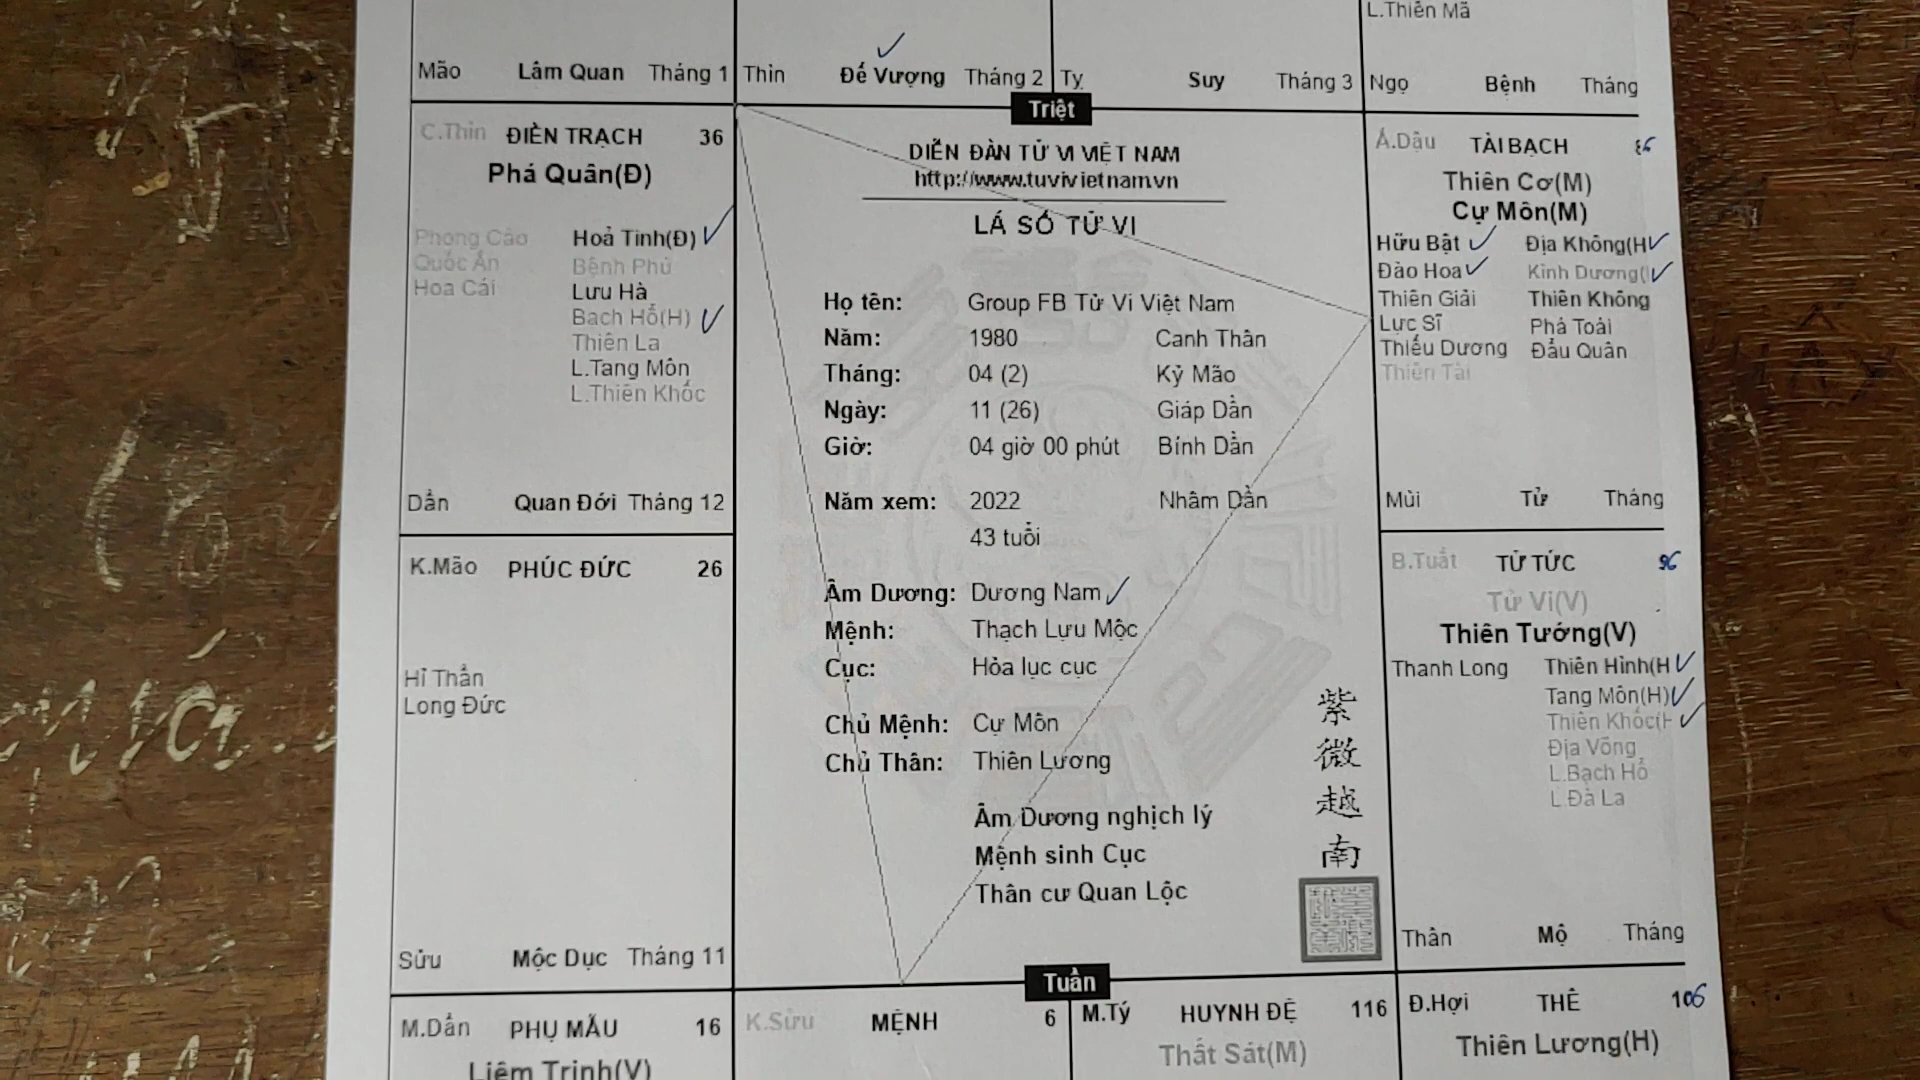 L.Thiên Mã
Mão Lâm Quan Tháng 1
Thìn Đế Vượng Tháng 2
Tỵ Suy Tháng 3
Ngọ Bệnh Tháng
Triệt
C.Thìn ĐIỀN TRẠCH 36
Phá Quân(Đ)
Phong Cáo Hoả Tinh(Đ)
Quốc Ấn Bệnh Phù
Hoa Cái Lưu Hà
Bạch Hổ(H)
Thiên La
L.Tang Môn
L.Thiên Khốc
Dần Quan Đới Tháng 12
DIỄN ĐÀN TỬ VI VIỆT NAM
http://www.tuvivietnam.vn
LÁ SỐ TỬ VI
Họ tên: Group FB Tử Vi Việt Nam
Năm: 1980 Canh Thân
Tháng: 04 (2) Kỷ Mão
Ngày: 11 (26) Giáp Dần
Giờ: 04 giờ 00 phút Bính Dần
Năm xem: 2022 Nhâm Dần
43 tuổi
Âm Dương: Dương Nam
Mệnh: Thạch Lựu Mộc
Cục: Hỏa lục cục
Chủ Mệnh: Cự Môn
Chủ Thân: Thiên Lương
Âm Dương nghịch lý
Mệnh sinh Cục
Thân cư Quan Lộc
紫
微
越
南
Á.Dậu TÀI BẠCH
Thiên Cơ(M)
Cự Môn(M)
Hữu Bật Địa Không(H
Đào Hoa Kình Dương(
Thiên Giải Thiên Không
Lực Sĩ Phá Toái
Thiếu Dương Đẩu Quân
Thiên Tài
Mùi Tử Tháng
K.Mão PHÚC ĐỨC 26
Hỉ Thần
Long Đức
Sửu Mộc Dục Tháng 11
B.Tuất TỬ TỨC 96
Tử Vi(V)
Thiên Tướng(V)
Thanh Long Thiên Hình(H
Tang Môn(H)
Thiên Khốc(H
Địa Võng
L.Bạch Hổ
L.Đà La
Thân Mộ Tháng
Tuần
M.Dần PHỤ MẪU 16
Liêm Trinh(V)
K.Sửu MỆNH 6
M.Tý HUYNH ĐỆ 116
Thất Sát(M)
Đ.Hợi THÊ 106
Thiên Lương(H)